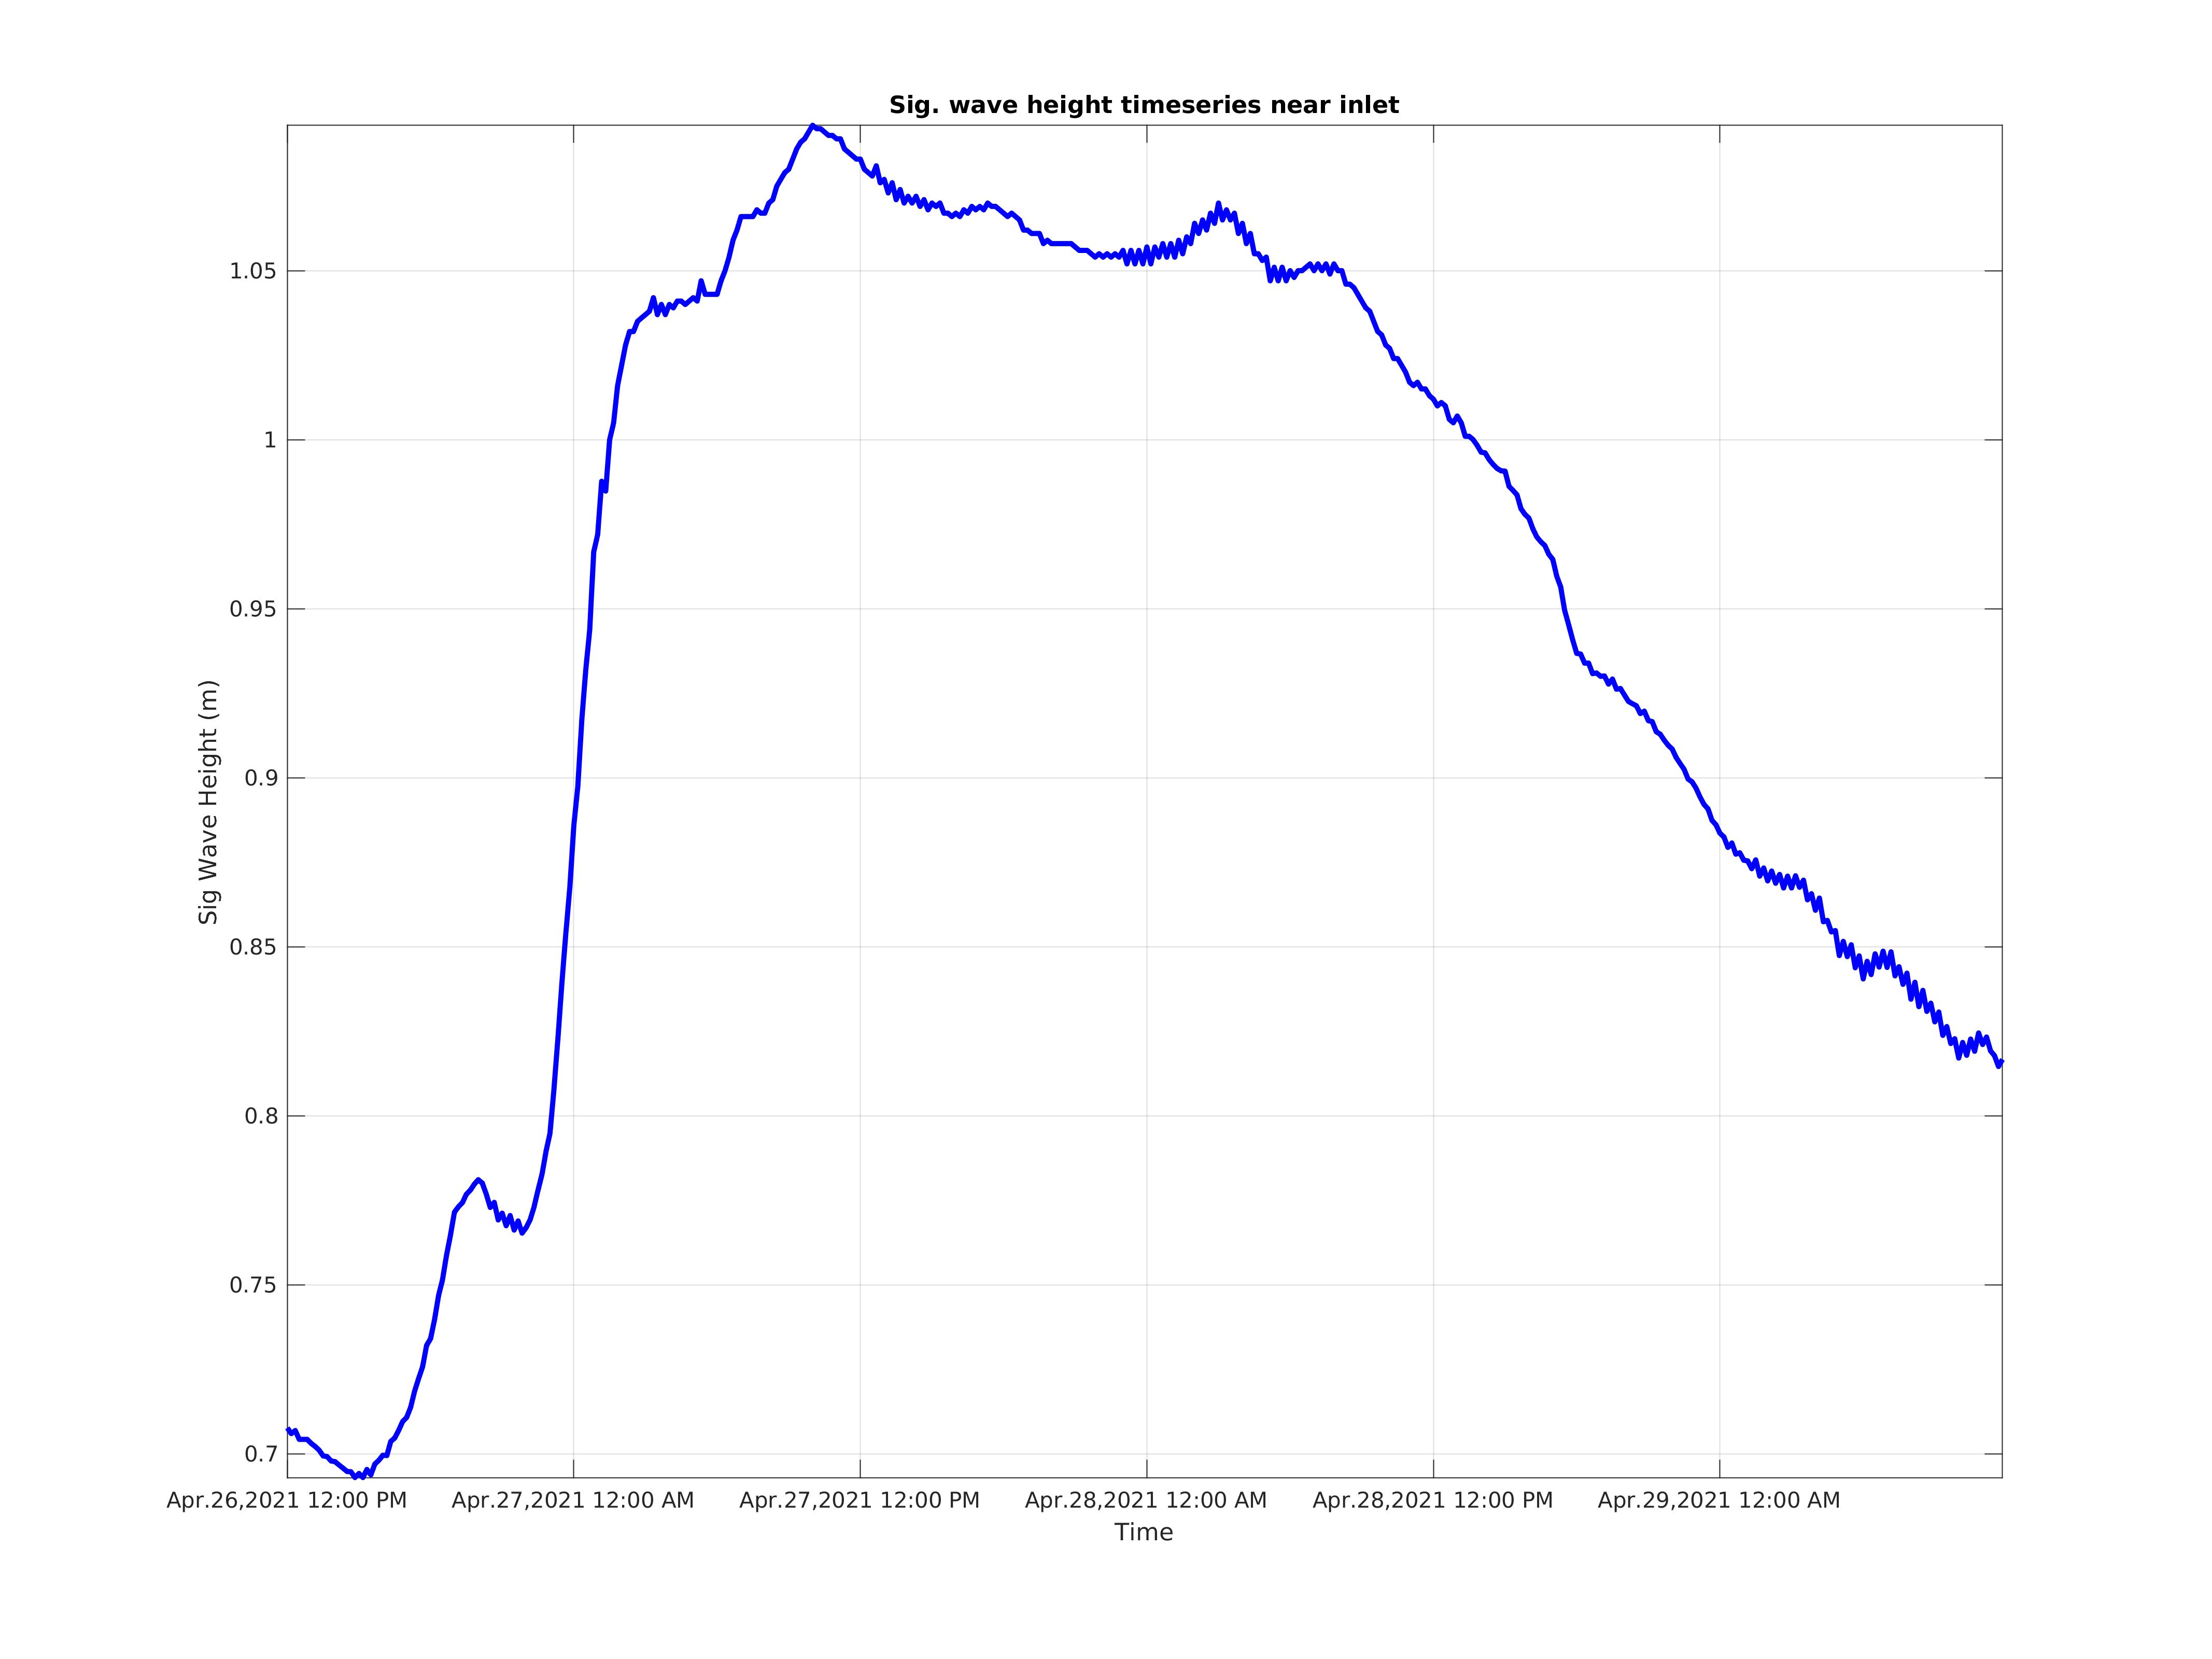 Sig. wave height timeseries near inlet
1.05
1
0.95
0.9
0.85
0.8
0.75
0.7
Sig Wave Height (m)
Apr.26,2021 12:00 PM Apr.27,2021 12:00 AM Apr.27,2021 12:00 PM Apr.28,2021 12:00 AM Apr.28,2021 12:00 PM Apr.29,2021 12:00 AM
Time